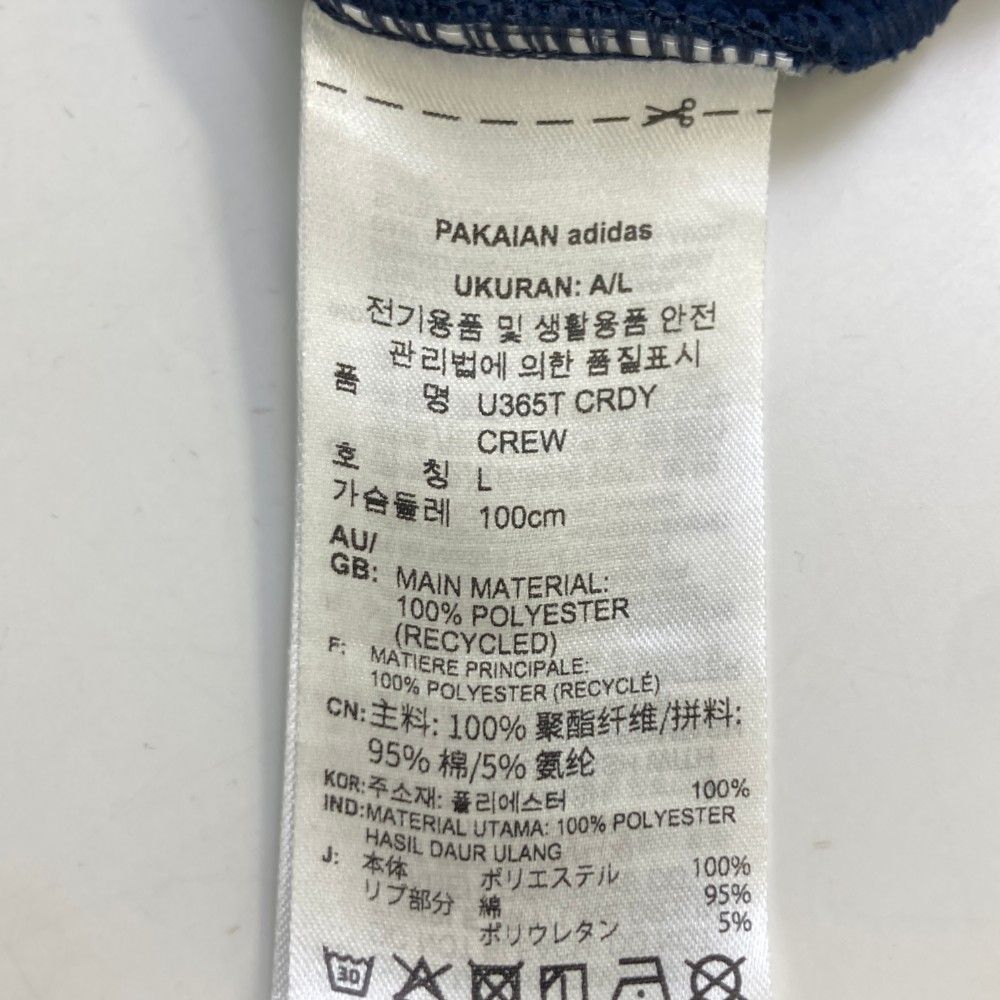 PAKAIAN adidas
UKURAN: A/L
전기용품 및 생활용품 안전
관리법에 의한 품질표시
품 명 U365T CRDY
CREW
호 칭 L
가슴둘레 100cm
AU/
GB: MAIN MATERIAL:
100% POLYESTER
(RECYCLED)
F: MATIERE PRINCIPALE:
100% POLYESTER (RECYCLÉ)
CN: 主料: 100% 聚酯纤维/拼料:
95% 棉/5% 氨纶
KOR: 주소재: 폴리에스터 100%
IND: MATERIAL UTAMA: 100% POLYESTER
HASIL DAUR ULANG
J: 本体 ポリエステル 100%
リブ部分 綿 95%
ポリウレタン 5%
30